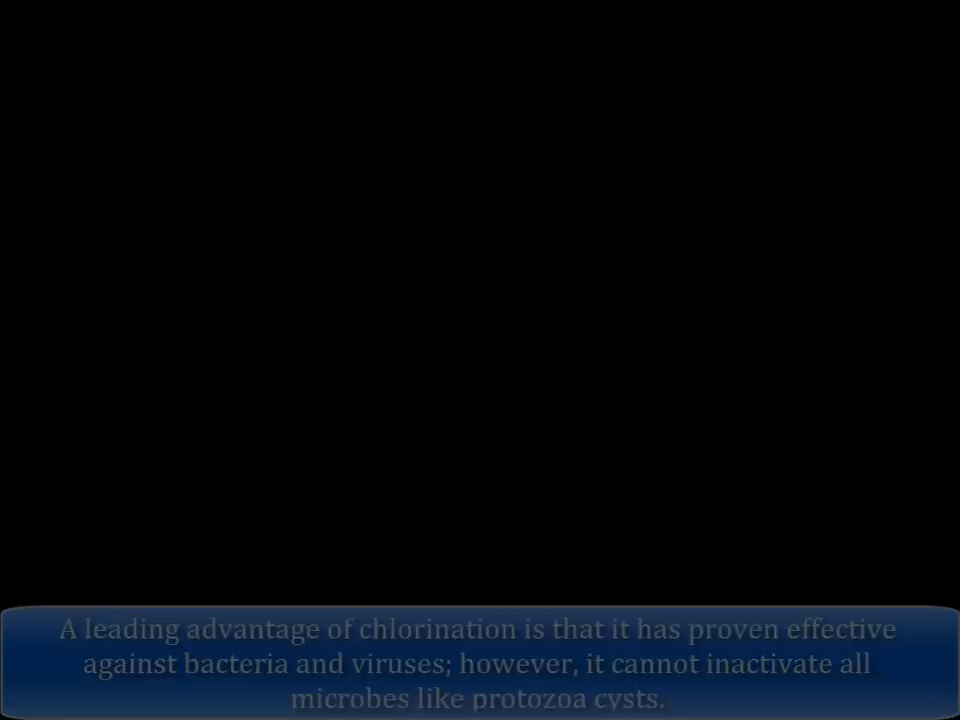 A leading advantage of chlorination is that it has proven effective
against bacteria and viruses; however, it cannot inactivate all
microbes like protozoa cysts.